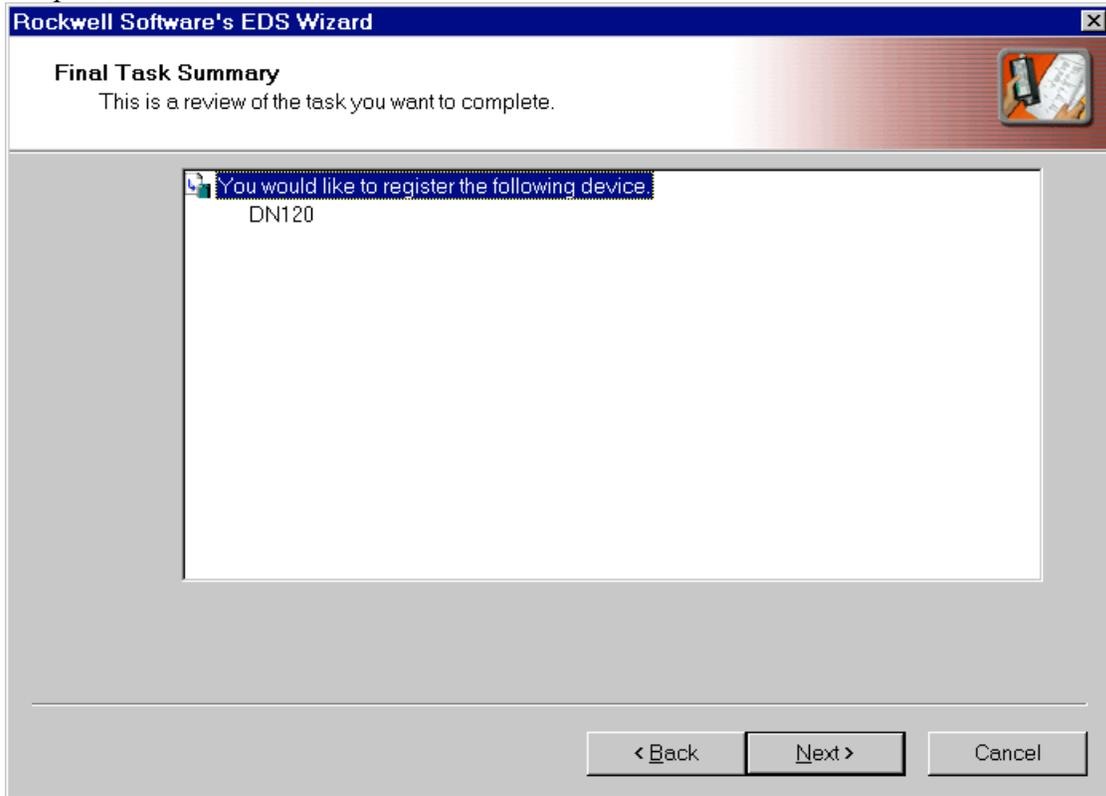 Rockwell Software's EDS Wizard
Final Task Summary
This is a review of the task you want to complete.
You would like to register the following device.
DN120
< Back
Next >
Cancel